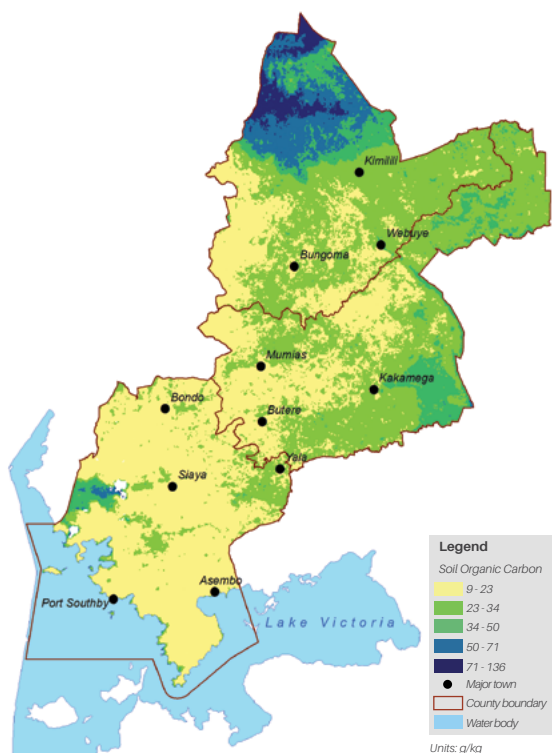 Kimilili
Webuye
Bungoma
Mumias
Kakamega
Bondo
Butere
Yala
Siaya
Asembo
Port Southby
Lake Victoria
Legend
Soil Organic Carbon
9 - 23
23 - 34
34 - 50
50 - 71
71 - 136
Major town
County boundary
Water body
Units: g/kg